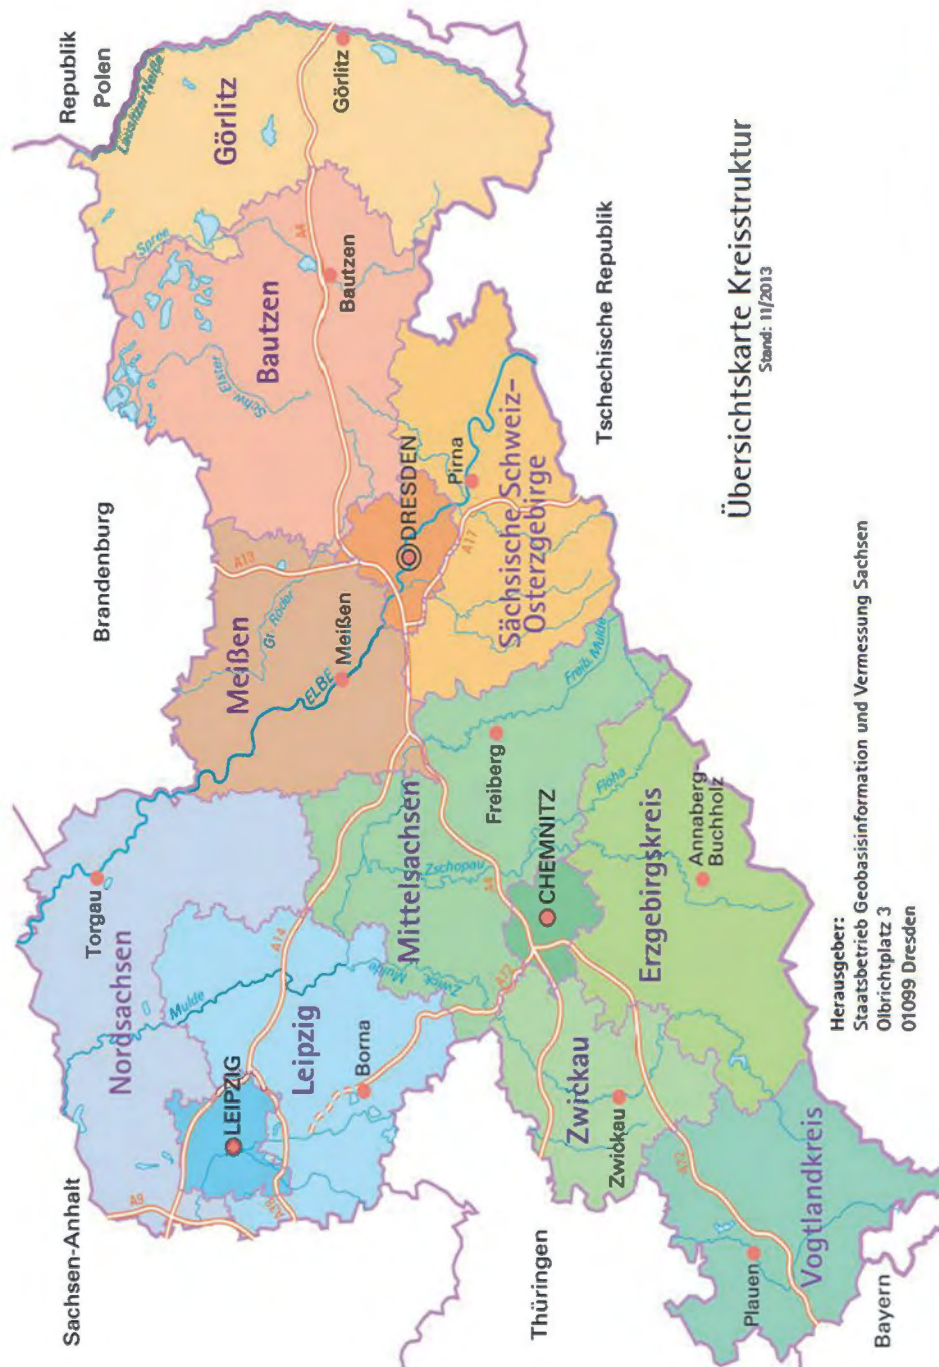 Sachsen-Anhalt
Brandenburg
Republik
Polen
Lausitzer Neiße
Torgau
Nordsachsen
Mulde
A9
LEIPZIG
A14
A38
Leipzig
Borna
ELBE
Meißen
Meißen
Gr. Röder
A13
Schw. Elster
Spree
Bautzen
Bautzen
A4
Görlitz
Görlitz
DRESDEN
Pirna
A17
Sächsische Schweiz-
Osterzgebirge
Mittelsachsen
Zschopau
Zwick.
Mulde
A72
A4
Freiberg
Freib. Mulde
Flöha
CHEMNITZ
Erzgebirgskreis
Annaberg
Buchholz
Zwickau
Zwickau
A72
Vogtlandkreis
Plauen
Thüringen
Bayern
Tschechische Republik
Übersichtskarte Kreisstruktur
Stand: 11/2013
Herausgeber:
Staatsbetrieb Geobasisinformation und Vermessung Sachsen
Olbrichtplatz 3
01099 Dresden